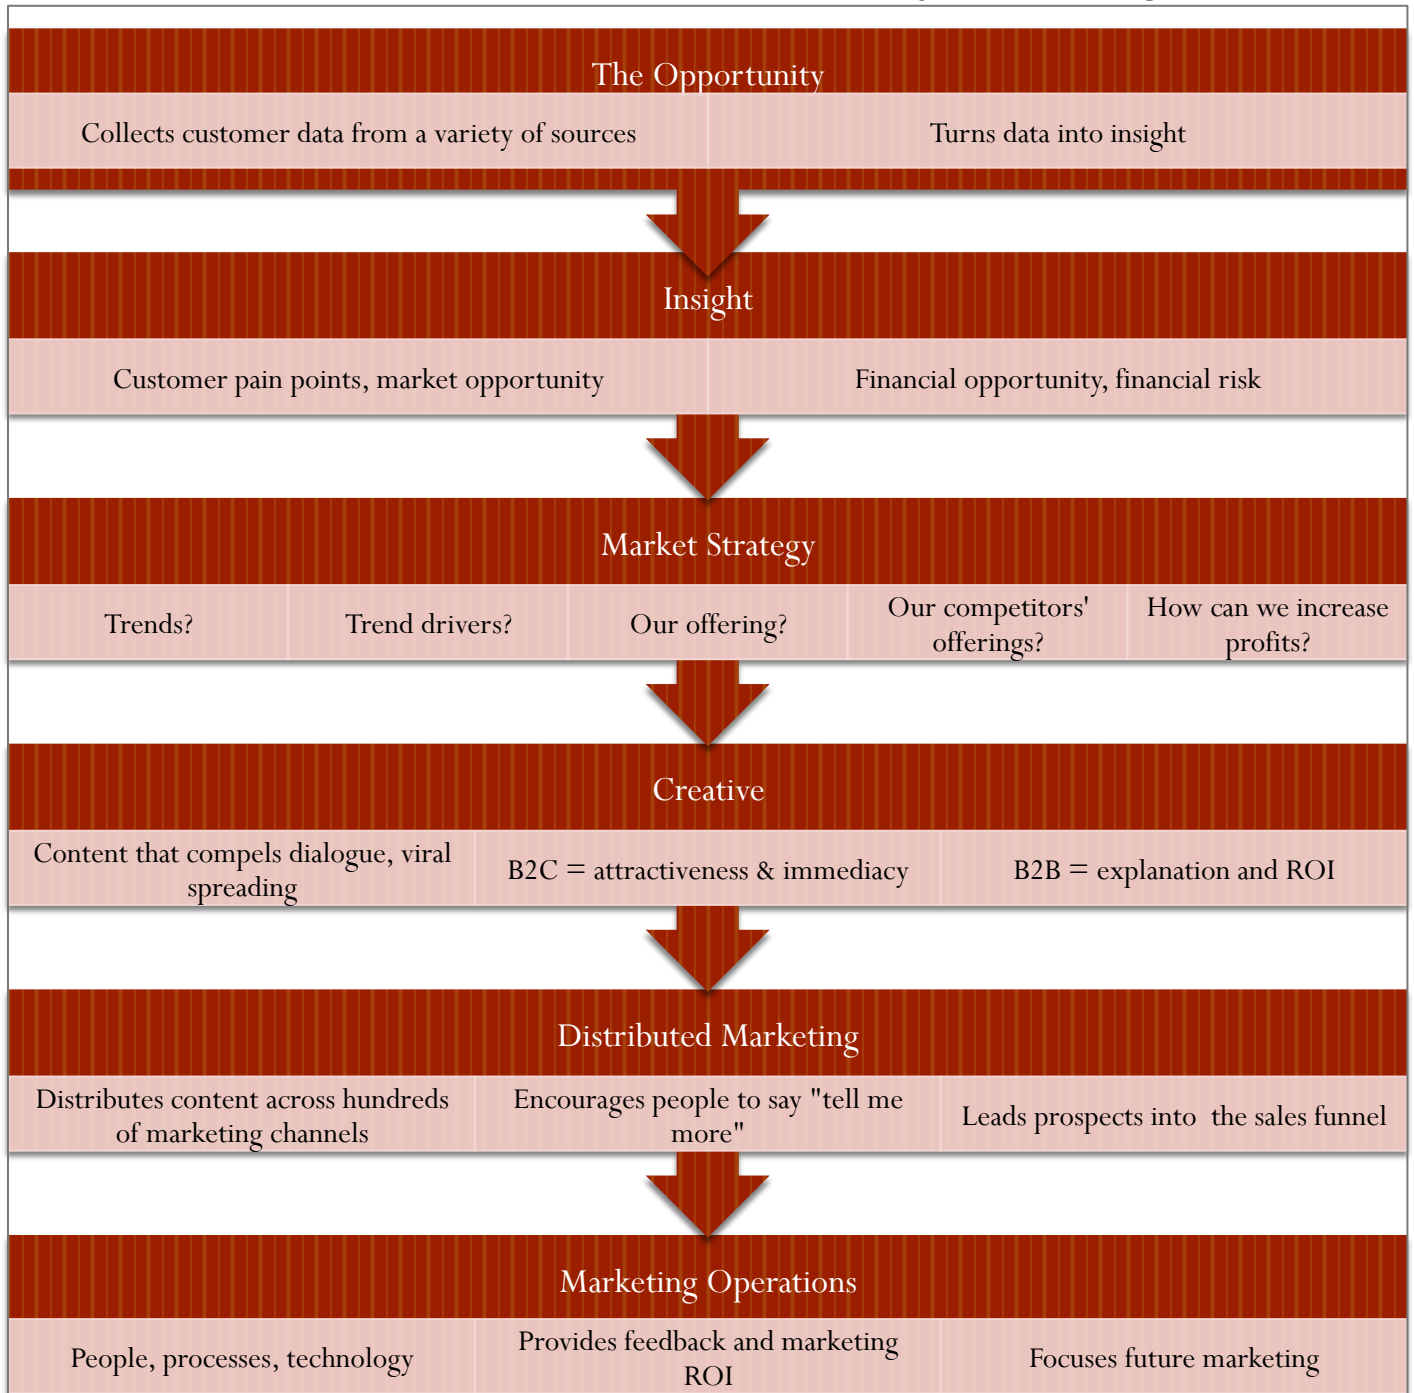 The Opportunity
Collects customer data from a variety of sources
Turns data into insight
Insight
Customer pain points, market opportunity
Financial opportunity, financial risk
Market Strategy
Trends?
Trend drivers?
Our offering?
Our competitors'
offerings?
How can we increase
profits?
Creative
Content that compels dialogue, viral
spreading
B2C = attractiveness & immediacy
B2B = explanation and ROI
Distributed Marketing
Distributes content across hundreds
of marketing channels
Encourages people to say "tell me
more"
Leads prospects into  the sales funnel
Marketing Operations
People, processes, technology
Provides feedback and marketing
ROI
Focuses future marketing